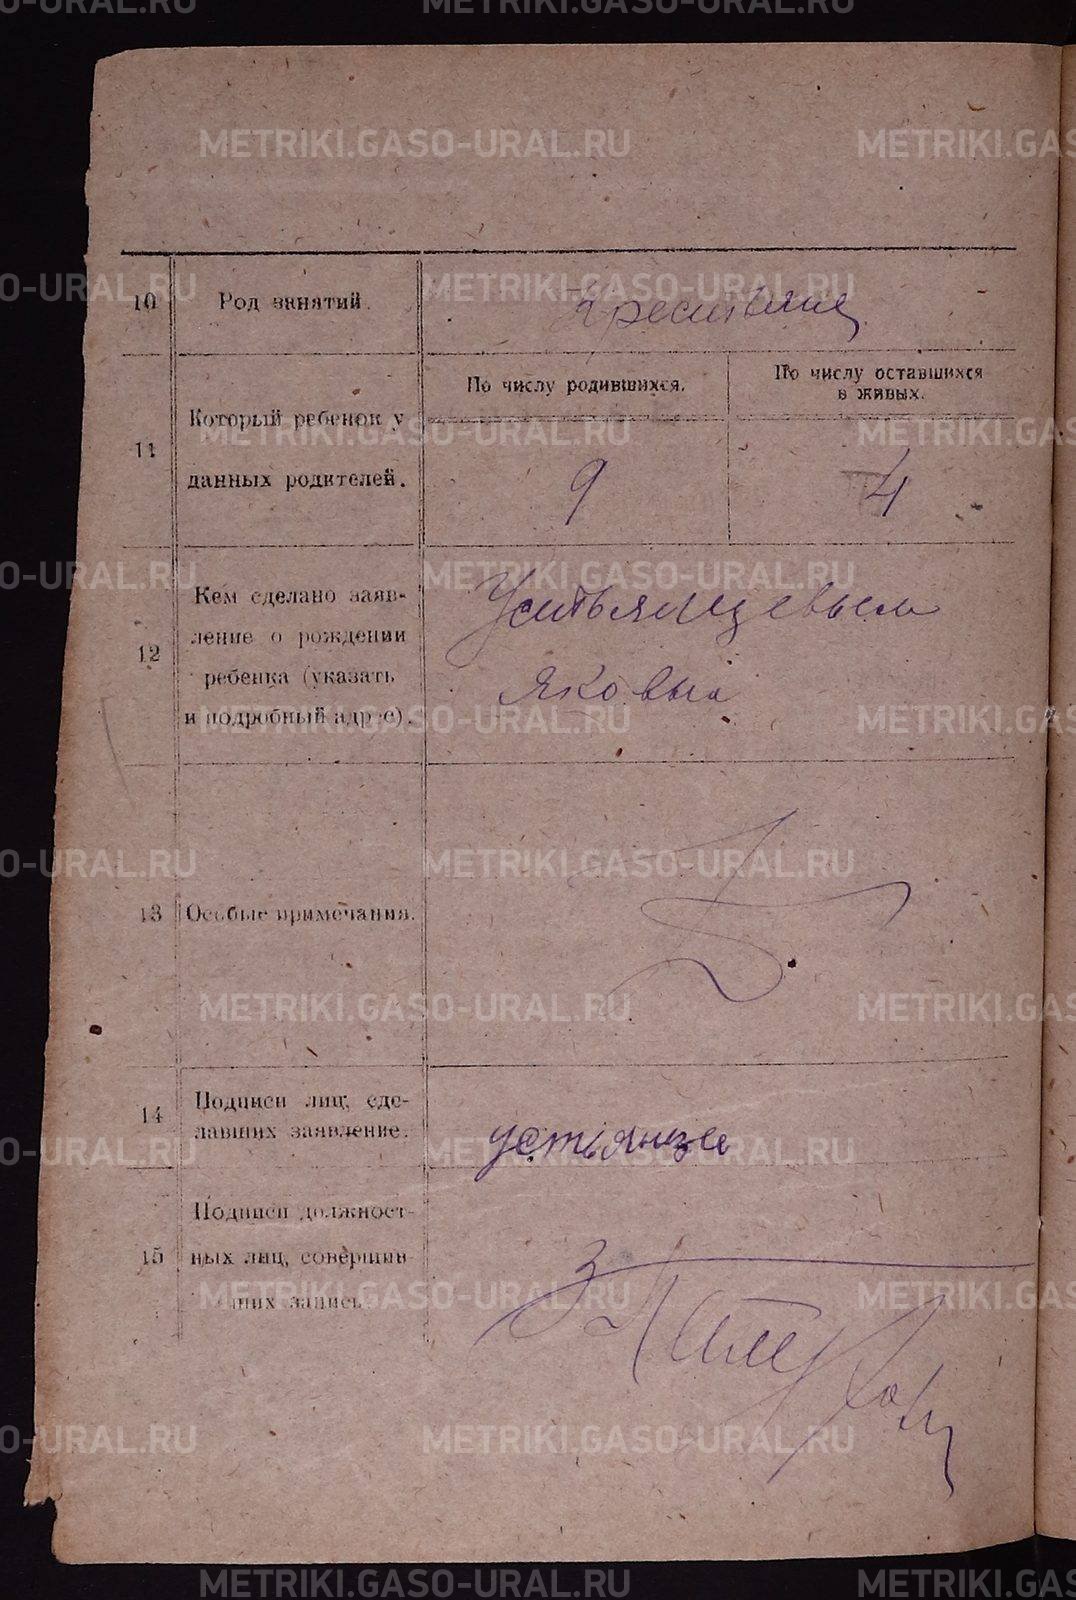 METRIKI.GASO-URAL.RU
10
Род занятий.
Крестьяне
11
Который ребенок у
данных родителей.
По числу родившихся.
По числу оставшихся
в живых.
9
4
12
Кем сделано заяв-
ление о рождении
ребенка (указать
и подробный адрес).
Устьянцевым
Яковым
13
Особые примечания.
14
Подписи лиц, сде-
лавших заявление.
Устьянце
15
Подписи должност-
ных лиц, совершив-
ших запись